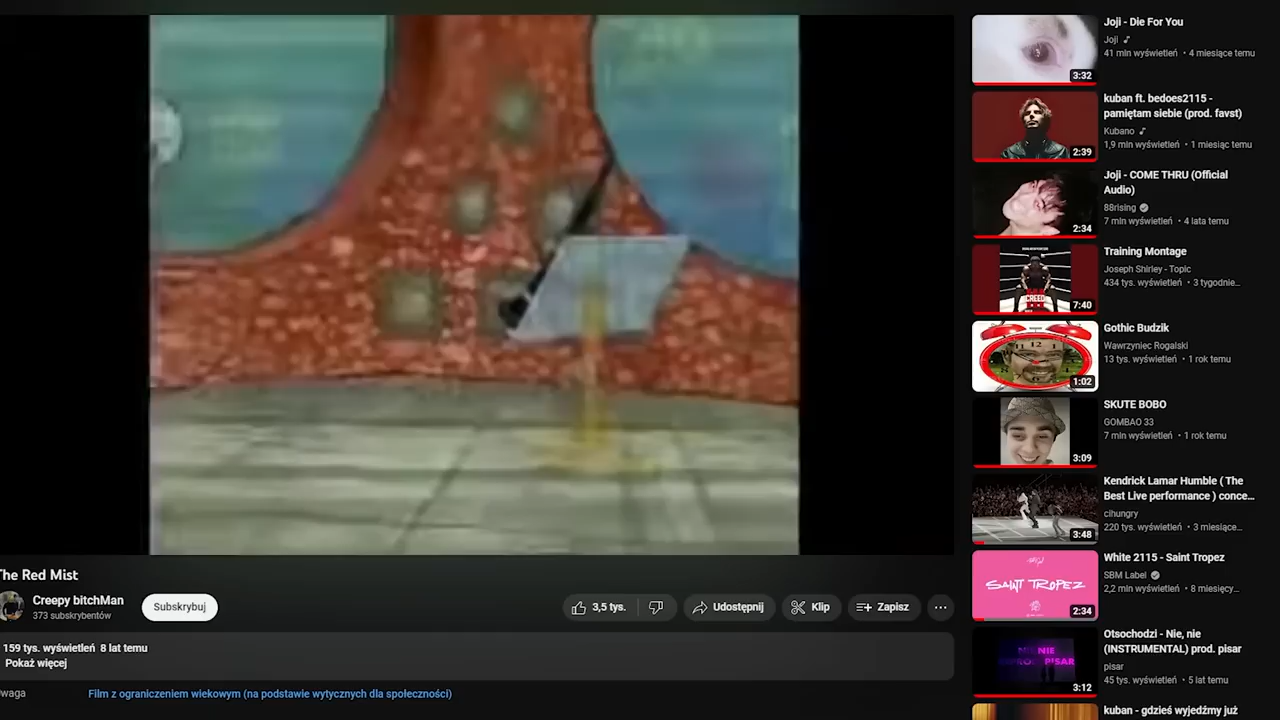 The Red Mist
Creepy bitchMan
373 subskrybentów
Subskrybuj
3,5 tys.
Udostępnij
Klip
Zapisz
159 tys. wyświetleń 8 lat temu
Pokaż więcej
waga
Film z ograniczeniem wiekowym (na podstawie wytycznych dla społeczności)
Joji - Die For You
Joji
41 mln wyświetleń • 4 miesiące temu
3:32
kuban ft. bedoes2115 -
pamiętam siebie (prod. favst)
Kubano
1,9 mln wyświetleń • 1 miesiąc temu
2:39
Joji - COME THRU (Official
Audio)
88rising
7 mln wyświetleń • 4 lata temu
2:34
Training Montage
Joseph Shirley - Topic
434 tys. wyświetleń • 3 tygodnie...
CREED
7:40
Gothic Budzik
Wawrzyniec Rogalski
13 tys. wyświetleń • 1 rok temu
11 12 1
1:02
SKUTE BOBO
GOMBAO 33
7 mln wyświetleń • 1 rok temu
3:09
Kendrick Lamar Humble ( The
Best Live performance ) conce...
cihungry
220 tys. wyświetleń • 3 miesiące...
3:48
White 2115 - Saint Tropez
SBM Label
2,2 mln wyświetleń • 8 miesięcy...
SAINT TROPEZ
2:34
Otsochodzi - Nie, nie
(INSTRUMENTAL) prod. pisar
pisar
45 tys. wyświetleń • 5 lat temu
3:12
kuban - gdzieś wyjedźmy już